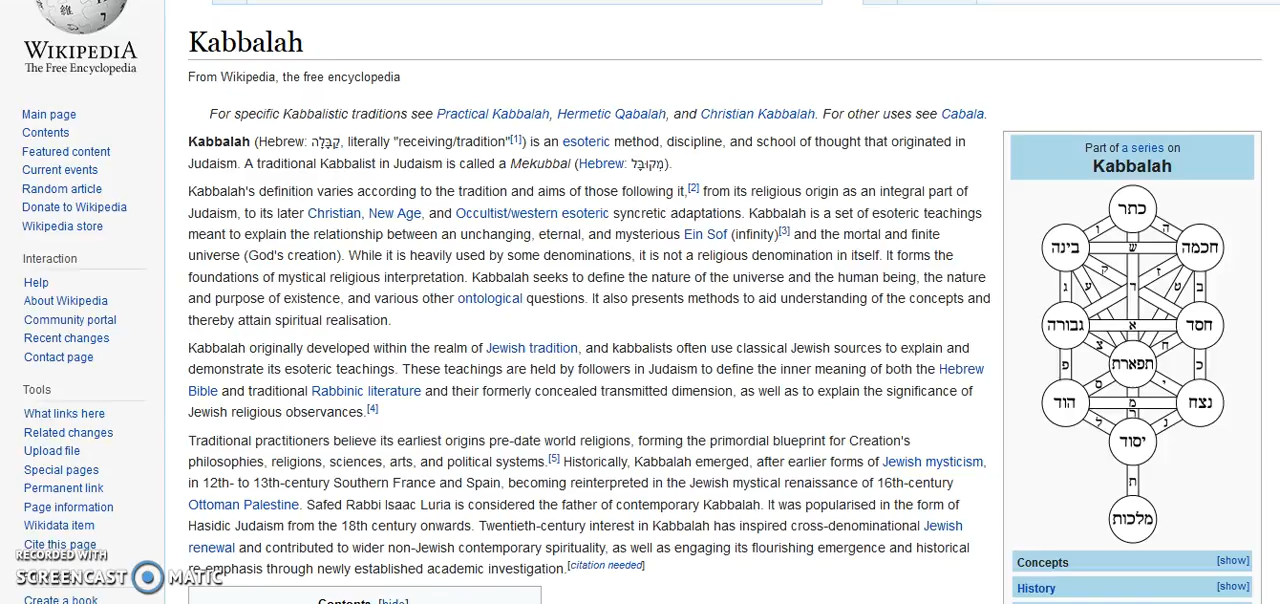 WIKIPEDIA
The Free Encyclopedia
Main page
Contents
Featured content
Current events
Random article
Donate to Wikipedia
Wikipedia store
Interaction
Help
About Wikipedia
Community portal
Recent changes
Contact page
Tools
What links here
Related changes
Upload file
Special pages
Permanent link
Page information
Wikidata item
Cite this page
RECORDED WITH
SCREENCAST MATIC
Create a book
Kabbalah
From Wikipedia, the free encyclopedia
For specific Kabbalistic traditions see Practical Kabbalah, Hermetic Qabalah, and Christian Kabbalah. For other uses see Cabala.
Kabbalah (Hebrew: קַבָּלָה, literally "receiving/tradition"[1]) is an esoteric method, discipline, and school of thought that originated in
Judaism. A traditional Kabbalist in Judaism is called a Mekubbal (Hebrew: מְקוּבָּל).
Kabbalah's definition varies according to the tradition and aims of those following it,[2] from its religious origin as an integral part of
Judaism, to its later Christian, New Age, and Occultist/western esoteric syncretic adaptations. Kabbalah is a set of esoteric teachings
meant to explain the relationship between an unchanging, eternal, and mysterious Ein Sof (infinity)[3] and the mortal and finite
universe (God's creation). While it is heavily used by some denominations, it is not a religious denomination in itself. It forms the
foundations of mystical religious interpretation. Kabbalah seeks to define the nature of the universe and the human being, the nature
and purpose of existence, and various other ontological questions. It also presents methods to aid understanding of the concepts and
thereby attain spiritual realisation.
Kabbalah originally developed within the realm of Jewish tradition, and kabbalists often use classical Jewish sources to explain and
demonstrate its esoteric teachings. These teachings are held by followers in Judaism to define the inner meaning of both the Hebrew
Bible and traditional Rabbinic literature and their formerly concealed transmitted dimension, as well as to explain the significance of
Jewish religious observances.[4]
Traditional practitioners believe its earliest origins pre-date world religions, forming the primordial blueprint for Creation's
philosophies, religions, sciences, arts, and political systems.[5] Historically, Kabbalah emerged, after earlier forms of Jewish mysticism,
in 12th- to 13th-century Southern France and Spain, becoming reinterpreted in the Jewish mystical renaissance of 16th-century
Ottoman Palestine. Safed Rabbi Isaac Luria is considered the father of contemporary Kabbalah. It was popularised in the form of
Hasidic Judaism from the 18th century onwards. Twentieth-century interest in Kabbalah has inspired cross-denominational Jewish
renewal and contributed to wider non-Jewish contemporary spirituality, as well as engaging its flourishing emergence and historical
re-emphasis through newly established academic investigation.[citation needed]
Contents [hide]
Part of a series on
Kabbalah
כתר
ו ה
בינה ש חכמה
ק ז
ג ע ד ט ב
גבורה א חסד
צ ח
פ תפארת כ
ס י
הוד מ נצח
ר
ל נ
יסוד
ת
מלכות
Concepts [show]
History [show]